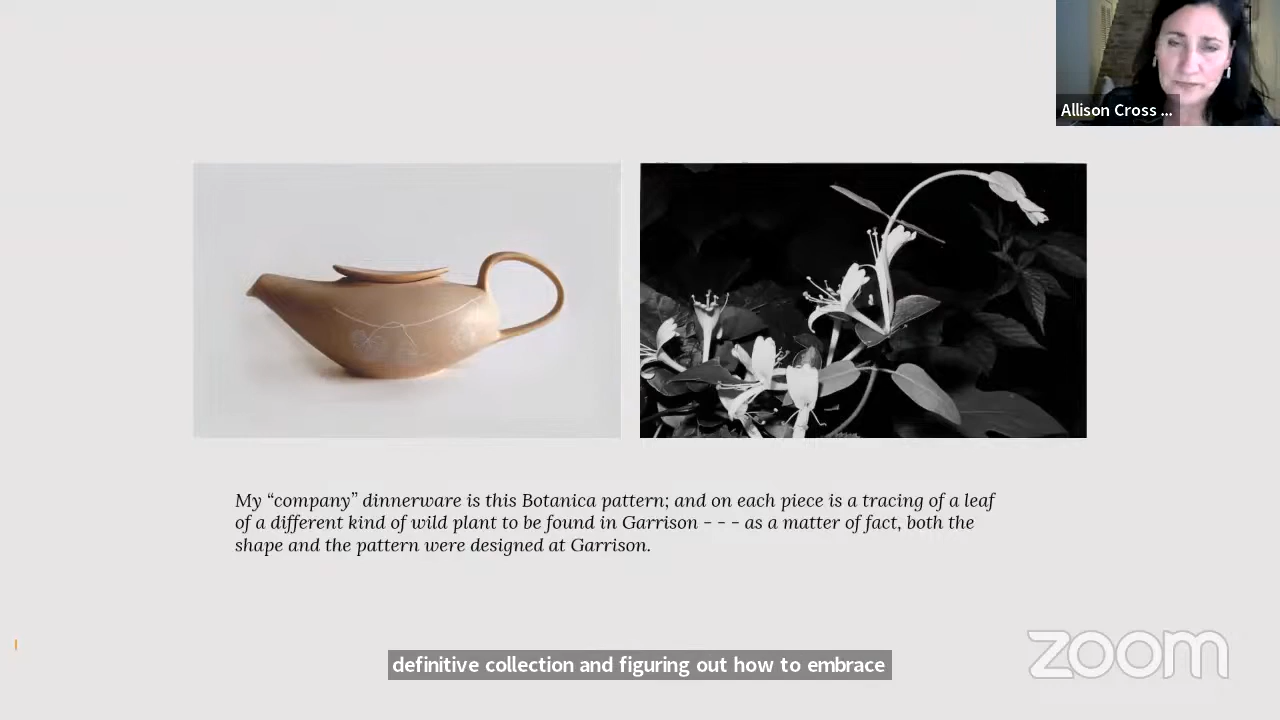 Allison Cross ...
My “company” dinnerware is this Botanica pattern; and on each piece is a tracing of a leaf
of a different kind of wild plant to be found in Garrison - - - as a matter of fact, both the
shape and the pattern were designed at Garrison.
definitive collection and figuring out how to embrace
zoom